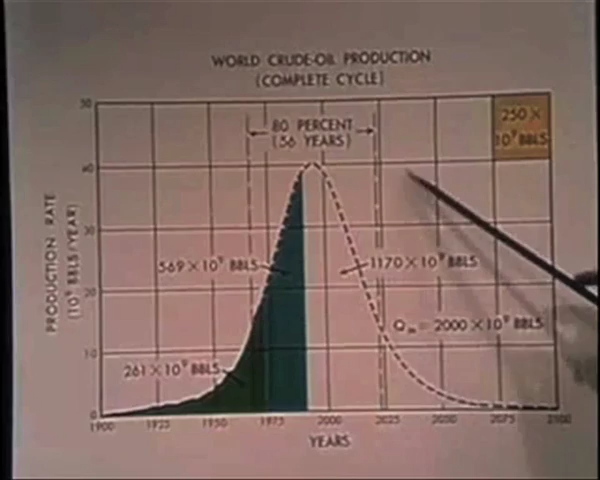 WORLD CRUDE-OIL PRODUCTION
(COMPLETE CYCLE)
50
250 ×
10⁹ BBLS
80 PERCENT
(56 YEARS)
40
PRODUCTION RATE
(10⁹ BBLS/YEAR)
30
569 × 10⁹ BBLS
1170 × 10⁹ BBLS
20
Q∞ = 2000 × 10⁹ BBLS
10
261 × 10⁹ BBLS
0
1900 1925 1950 1975 2000 2025 2050 2075 2100
YEARS